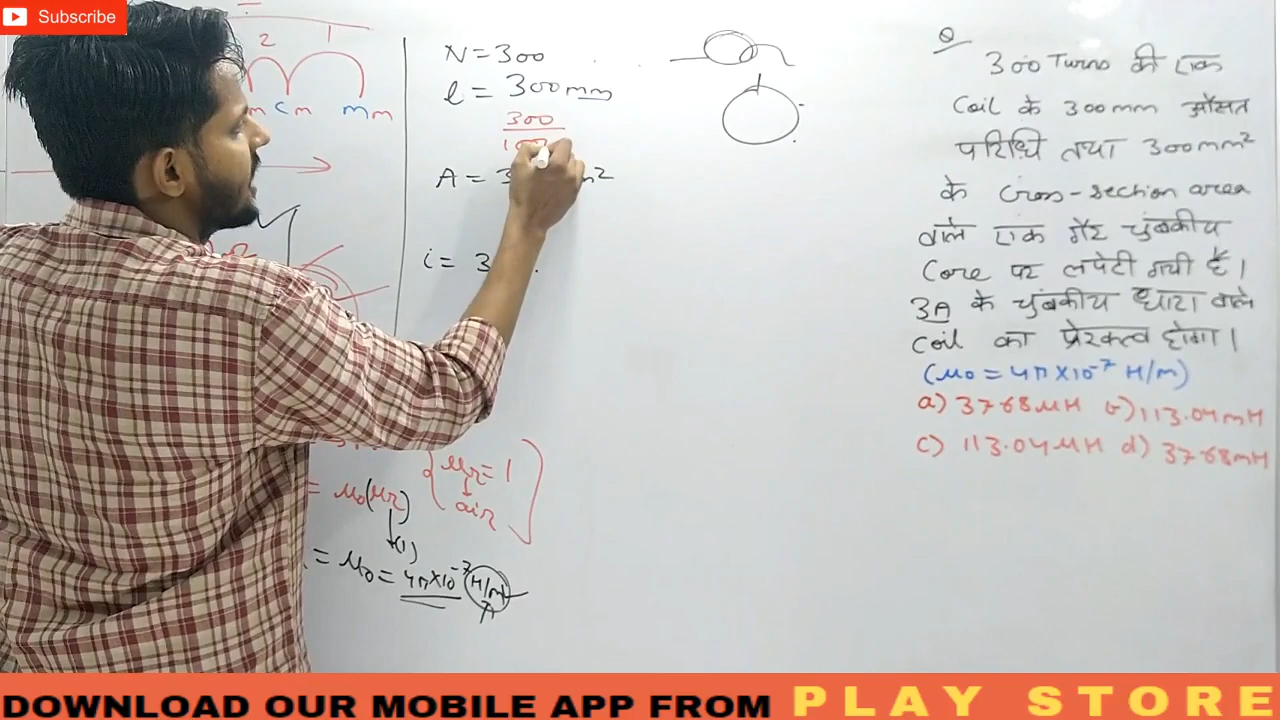 Subscribe
2 1
m cm mm
N = 300
l = 300mm
300
A = 3 m²
i = 3
= μ₀(μr)
{μr = 1
air
(1)
= μ₀ = 4π×10⁻⁷ H/m
Q
300 Turns की एक
Coil के 300mm औसत
परिधि तथा 300mm²
के Cross-section area
वाले एक गैर चुंबकीय
Core पर लपेटी गयी है।
3A के चुंबकीय धारा वाले
Coil का प्रेरकत्व होगा।
(μ₀ = 4π×10⁻⁷ H/m)
a) 37.68μH b) 113.04mH
c) 113.04μH d) 37.68mH
DOWNLOAD OUR MOBILE APP FROM PLAY STORE